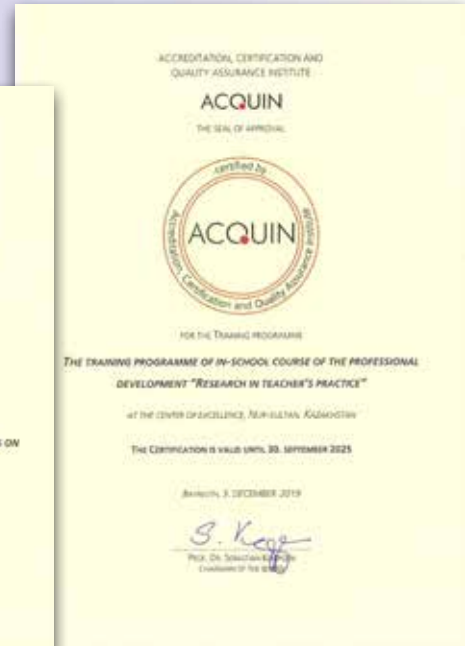 ACCREDITATION, CERTIFICATION AND
QUALITY ASSURANCE INSTITUTE
ACQUIN
THE SEAL OF APPROVAL
certified by
ACQUIN
Accreditation, Certification and Quality Assurance Institute
FOR THE TRAINING PROGRAMME
THE TRAINING PROGRAMME OF IN-SCHOOL COURSE OF THE PROFESSIONAL
DEVELOPMENT "RESEARCH IN TEACHER'S PRACTICE"
AT THE CENTER OF EXCELLENCE, NUR-SULTAN, KAZAKHSTAN
S ON
THE CERTIFICATION IS VALID UNTIL 30. SEPTEMBER 2025
BAYREUTH, 3. DECEMBER 2019
PROF. DR. SEBASTIAN
CHAIRMAN OF THE